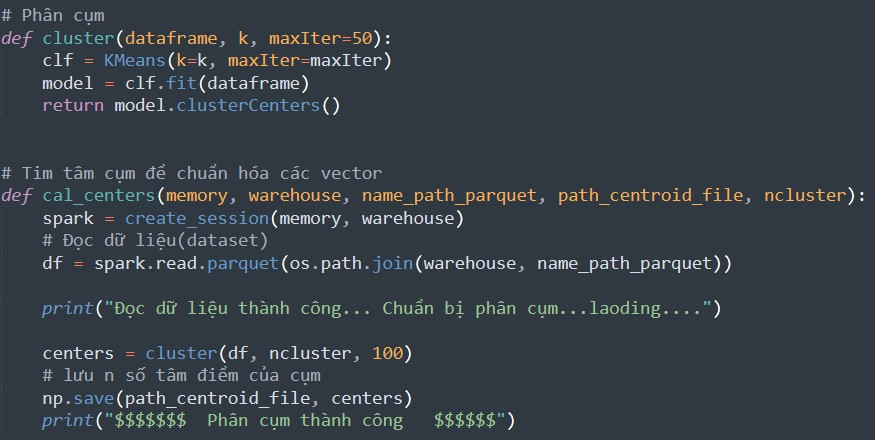 # Phân cụm
def cluster(dataframe, k, maxIter=50):
    clf = KMeans(k=k, maxIter=maxIter)
    model = clf.fit(dataframe)
    return model.clusterCenters()
# Tim tâm cụm để chuẩn hóa các vector
def cal_centers(memory, warehouse, name_path_parquet, path_centroid_file, ncluster):
    spark = create_session(memory, warehouse)
    # Đọc dữ liệu(dataset)
    df = spark.read.parquet(os.path.join(warehouse, name_path_parquet))
    print("Đọc dữ liệu thành công... Chuẩn bị phân cụm...laoding....")
    centers = cluster(df, ncluster, 100)
    # lưu n số tâm điểm của cụm
    np.save(path_centroid_file, centers)
    print("$$$$$$$  Phân cụm thành công   $$$$$$")